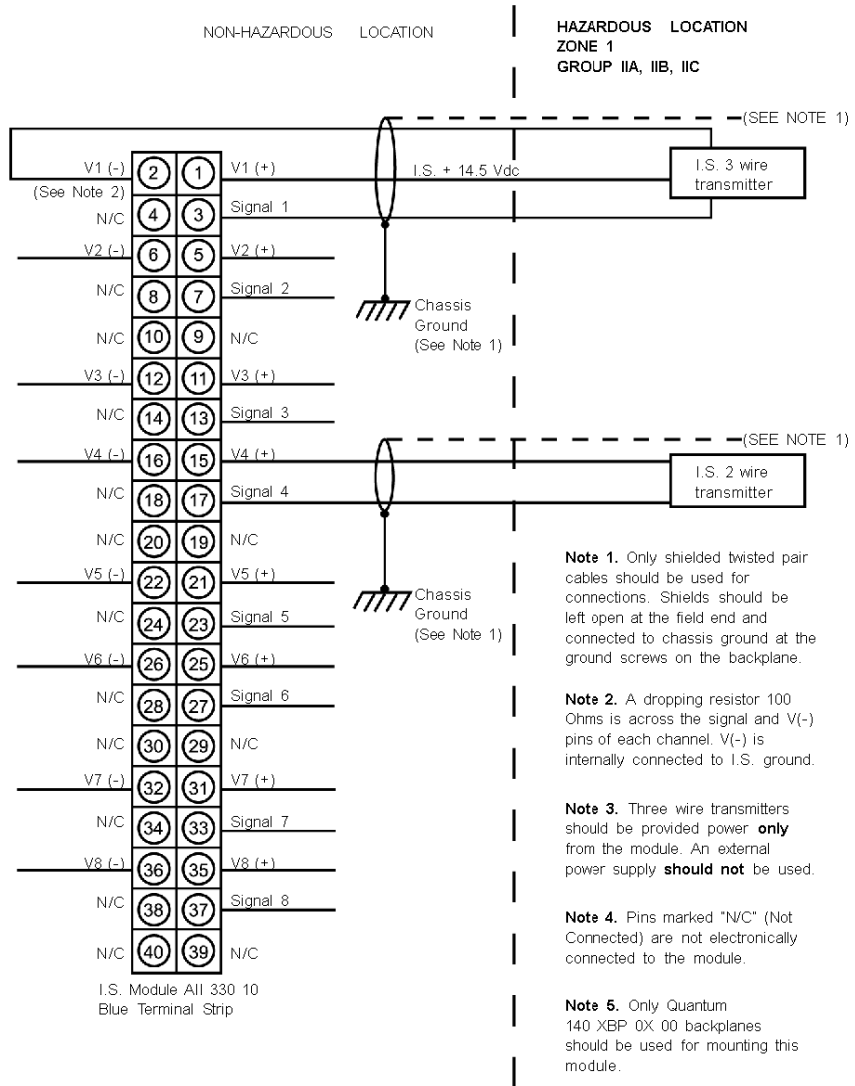 NON-HAZARDOUS LOCATION
HAZARDOUS LOCATION
ZONE 1
GROUP IIA, IIB, IIC
(SEE NOTE 1)
V1 (-) 2 1 V1 (+) I.S. + 14.5 Vdc
I.S. 3 wire
transmitter
(See Note 2)
N/C 4 3 Signal 1
V2 (-) 6 5 V2 (+)
N/C 8 7 Signal 2
Chassis
Ground
(See Note 1)
N/C 10 9 N/C
V3 (-) 12 11 V3 (+)
N/C 14 13 Signal 3
(SEE NOTE 1)
V4 (-) 16 15 V4 (+)
I.S. 2 wire
transmitter
N/C 18 17 Signal 4
N/C 20 19 N/C
V5 (-) 22 21 V5 (+)
Chassis
Ground
(See Note 1)
N/C 24 23 Signal 5
V6 (-) 26 25 V6 (+)
N/C 28 27 Signal 6
N/C 30 29 N/C
V7 (-) 32 31 V7 (+)
N/C 34 33 Signal 7
V8 (-) 36 35 V8 (+)
N/C 38 37 Signal 8
N/C 40 39 N/C
I.S. Module AII 330 10
Blue Terminal Strip
Note 1. Only shielded twisted pair
cables should be used for
connections. Shields should be
left open at the field end and
connected to chassis ground at the
ground screws on the backplane.
Note 2. A dropping resistor 100
Ohms is across the signal and V(-)
pins of each channel. V(-) is
internally connected to I.S. ground.
Note 3. Three wire transmitters
should be provided power only
from the module. An external
power supply should not be used.
Note 4. Pins marked "N/C" (Not
Connected) are not electronically
connected to the module.
Note 5. Only Quantum
140 XBP 0X 00 backplanes
should be used for mounting this
module.